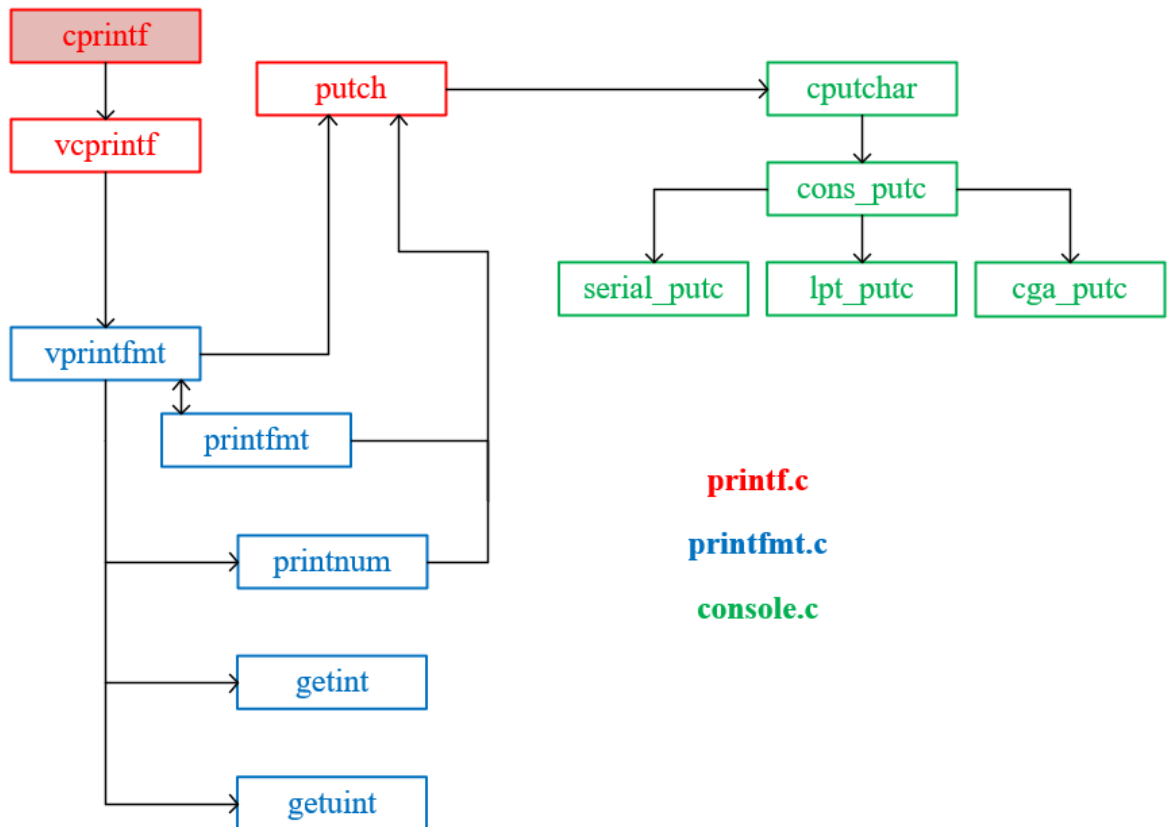 cprintf
putch
cputchar
vcprintf
cons_putc
serial_putc
lpt_putc
cga_putc
vprintfmt
printfmt
printf.c
printfmt.c
printnum
console.c
getint
getuint